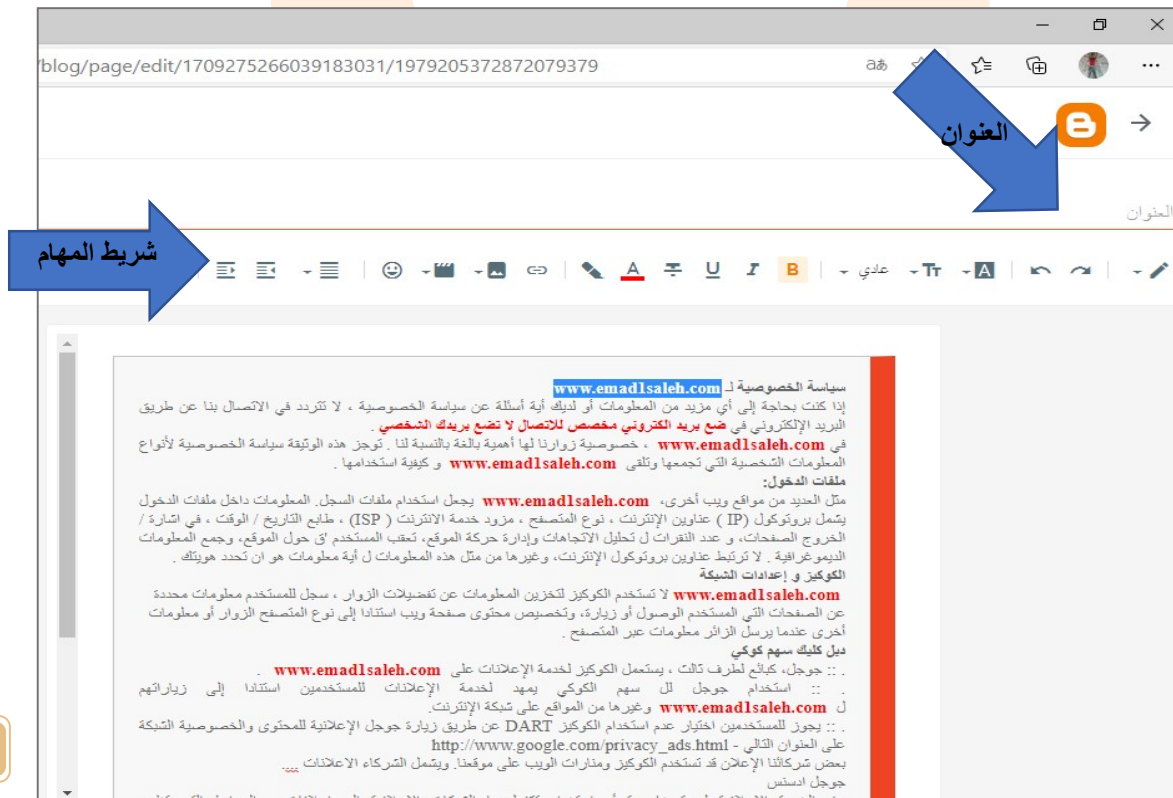 /blog/page/edit/1709275266039183031/1979205372872079379
العنوان
العنوان
شريط المهام
عادي
سياسة الخصوصية لـ www.emad1saleh.com
إذا كنت بحاجة إلى أي مزيد من المعلومات أو لديك أية أسئلة عن سياسة الخصوصية ، لا تتردد في الاتصال بنا عن طريق
البريد الإلكتروني في ضع بريد الكتروني مخصص للاتصال لا تضع بريدك الشخصي .
في www.emad1saleh.com ، خصوصية زوارنا لها أهمية بالغة بالنسبة لنا . توجز هذه الوثيقة سياسة الخصوصية لأنواع
المعلومات الشخصية التي تجمعها وتلقى www.emad1saleh.com و كيفية استخدامها .
ملفات الدخول:
مثل العديد من مواقع ويب أخرى، www.emad1saleh.com يجعل استخدام ملفات السجل. المعلومات داخل ملفات الدخول
يشمل بروتوكول (IP ) عناوين الإنترنت ، نوع المتصفح ، مزود خدمة الانترنت ( ISP) ، طابع التاريخ / الوقت ، في اشارة /
الخروج الصفحات، و عدد النقرات ل تحليل الاتجاهات وإدارة حركة الموقع، تعقب المستخدم 'ق حول الموقع، وجمع المعلومات
الديموغرافية . لا ترتبط عناوين بروتوكول الإنترنت، وغيرها من مثل هذه المعلومات ل أية معلومات هو ان تحدد هويتك .
الكوكيز و إعدادات الشبكة
www.emad1saleh.com لا تستخدم الكوكيز لتخزين المعلومات عن تفضيلات الزوار ، سجل للمستخدم معلومات محددة
عن الصفحات التي المستخدم الوصول أو زيارة، وتخصيص محتوى صفحة ويب استنادا إلى نوع المتصفح الزوار أو معلومات
أخرى عندما يرسل الزائر معلومات عبر المتصفح .
دبل كليك سهم كوكي
. :: جوجل، كبائع لطرف ثالث ، يستعمل الكوكيز لخدمة الإعلانات على www.emad1saleh.com .
. :: استخدام جوجل لل سهم الكوكي يمهد لخدمة الإعلانات للمستخدمين استنادا إلى زياراتهم
ل www.emad1saleh.com وغيرها من المواقع على شبكة الإنترنت.
. :: يجوز للمستخدمين اختيار عدم استخدام الكوكيز DART عن طريق زيارة جوجل الإعلانية للمحتوى والخصوصية الشبكة
على العنوان التالي - http://www.google.com/privacy_ads.html
بعض شركائنا الإعلان قد تستخدم الكوكيز ومنارات الويب على موقعنا. ويشمل الشركاء الاعلانات ....
جوجل ادسنس